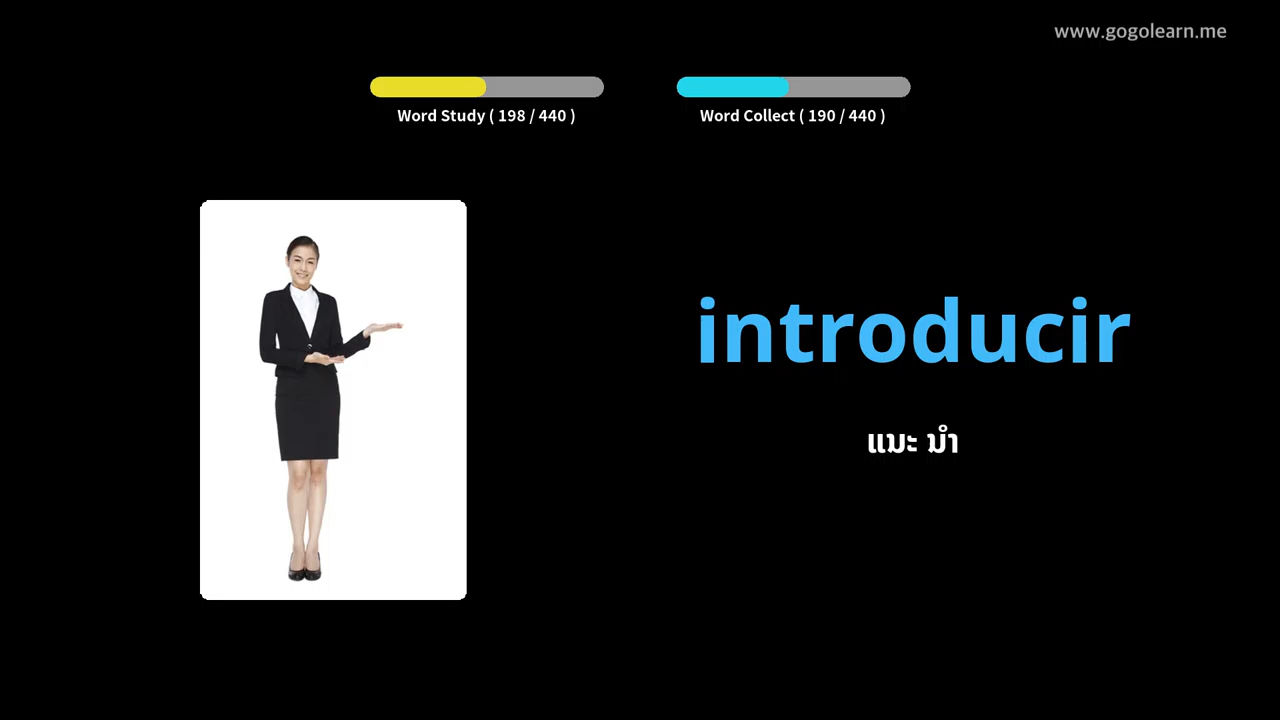 www.gogolearn.me
Word Study ( 198 / 440 )
Word Collect ( 190 / 440 )
introducir
ແນະ ນຳ